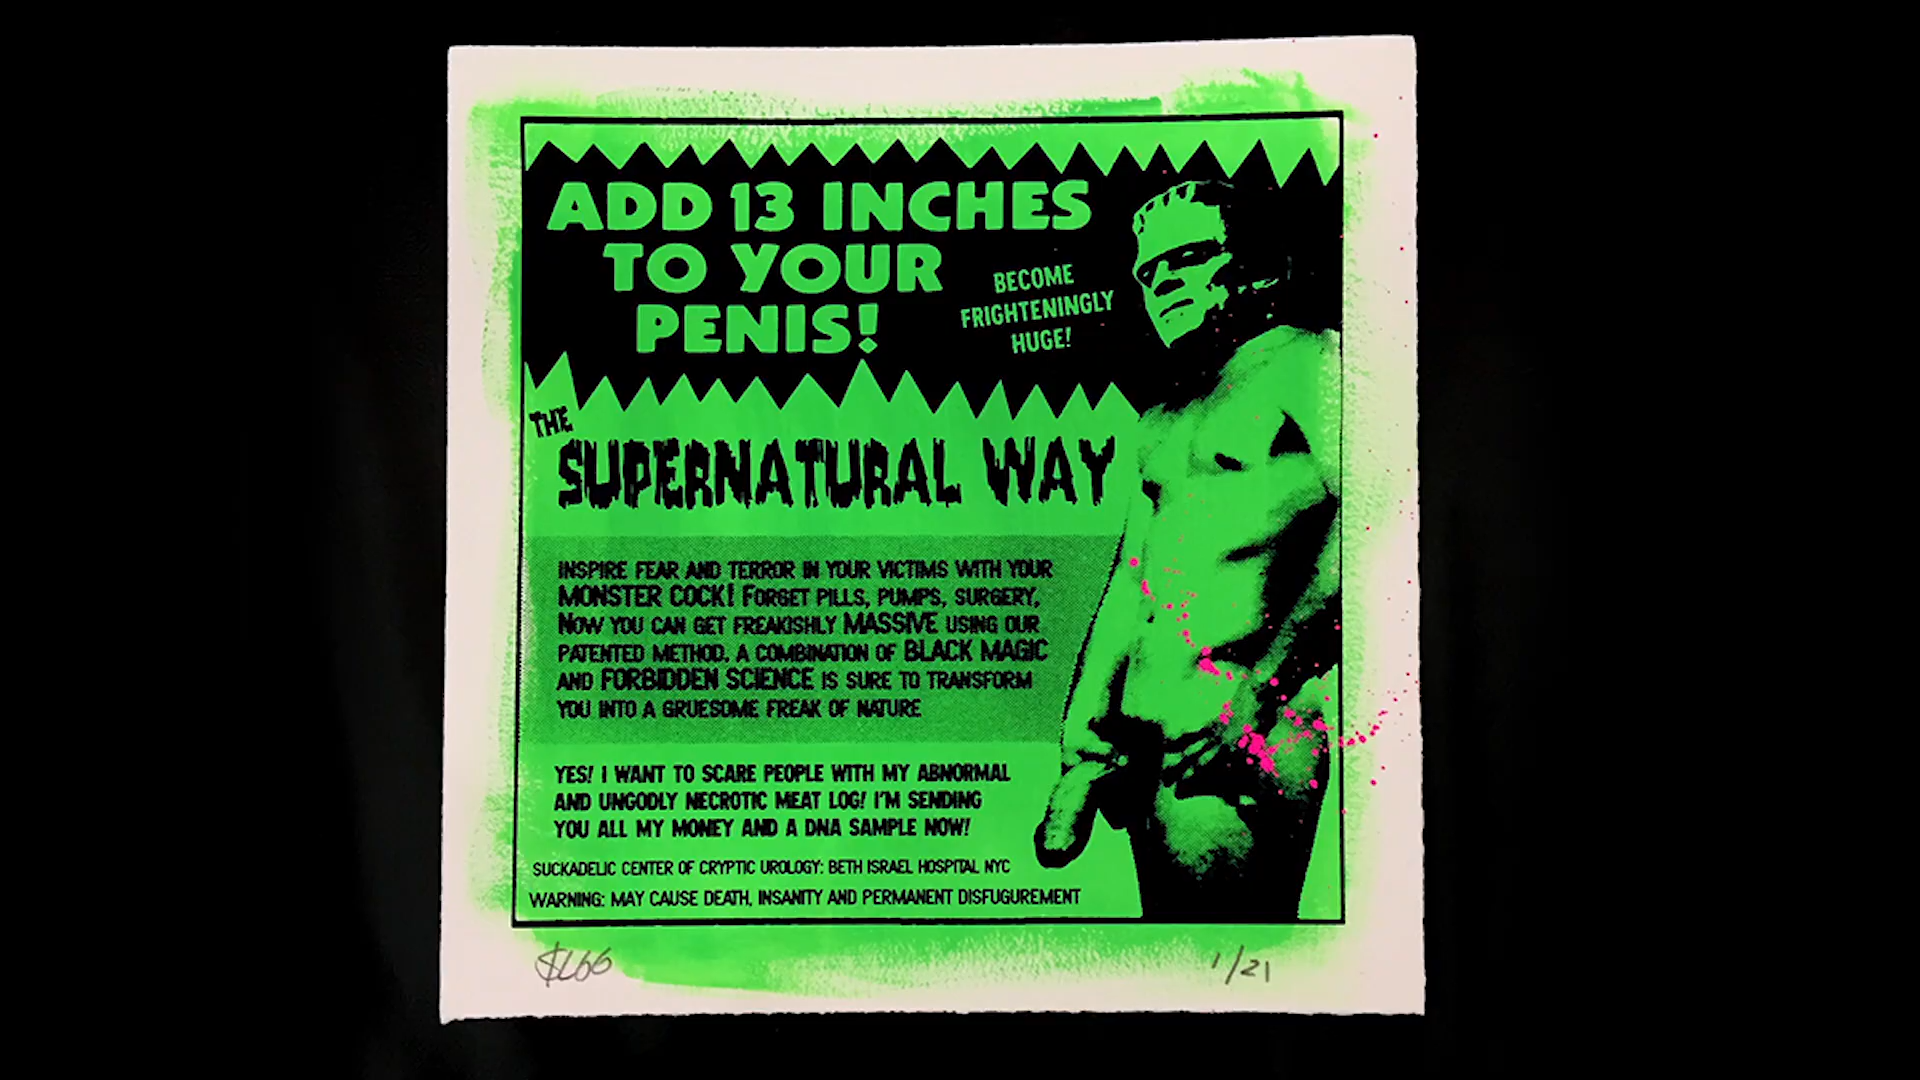 ADD 13 INCHES
TO YOUR
PENIS!
BECOME
FRIGHTENINGLY
HUGE!
THE
SUPERNATURAL WAY
INSPIRE FEAR AND TERROR IN YOUR VICTIMS WITH YOUR
MONSTER COCK! FORGET PILLS, PUMPS, SURGERY,
NOW YOU CAN GET FREAKISHLY MASSIVE USING OUR
PATENTED METHOD, A COMBINATION OF BLACK MAGIC
AND FORBIDDEN SCIENCE IS SURE TO TRANSFORM
YOU INTO A GRUESOME FREAK OF NATURE
YES! I WANT TO SCARE PEOPLE WITH MY ABNORMAL
AND UNGODLY NECROTIC MEAT LOG! I'M SENDING
YOU ALL MY MONEY AND A DNA SAMPLE NOW!
SUCKADELIC CENTER OF CRYPTIC UROLOGY: BETH ISRAEL HOSPITAL NYC
WARNING: MAY CAUSE DEATH, INSANITY AND PERMANENT DISFUGUREMENT
1/21